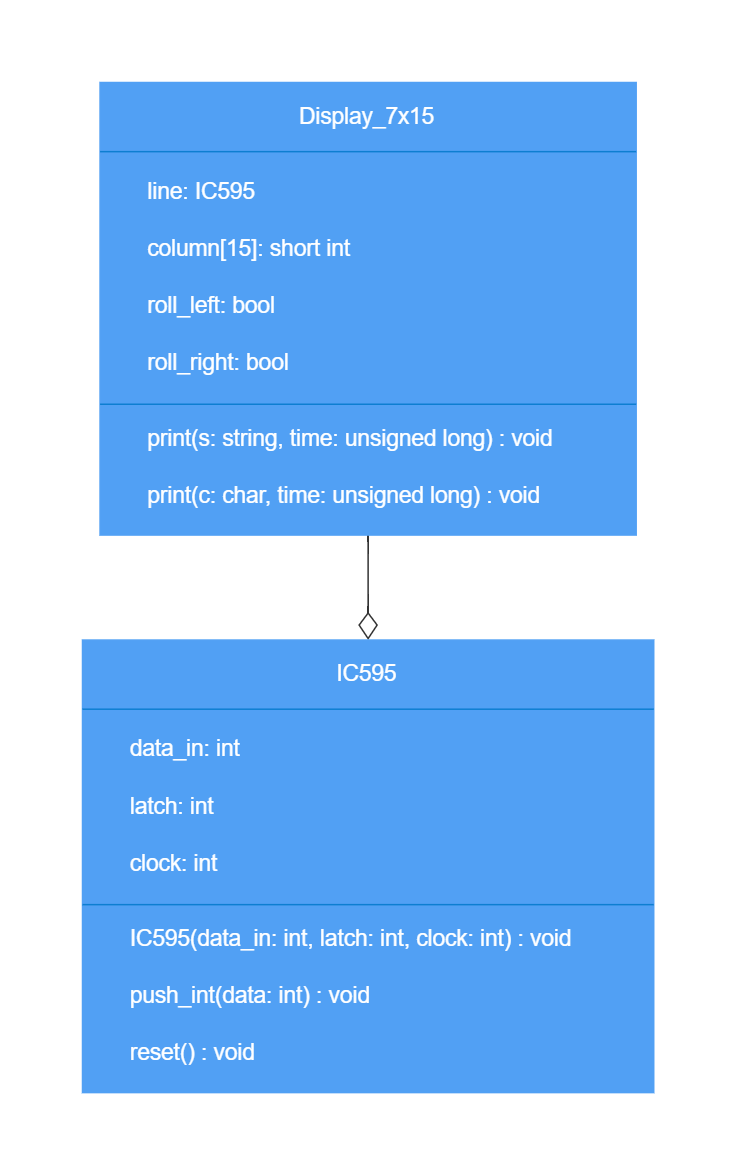 Display_7x15
line: IC595
column[15]: short int
roll_left: bool
roll_right: bool
print(s: string, time: unsigned long) : void
print(c: char, time: unsigned long) : void
IC595
data_in: int
latch: int
clock: int
IC595(data_in: int, latch: int, clock: int) : void
push_int(data: int) : void
reset() : void